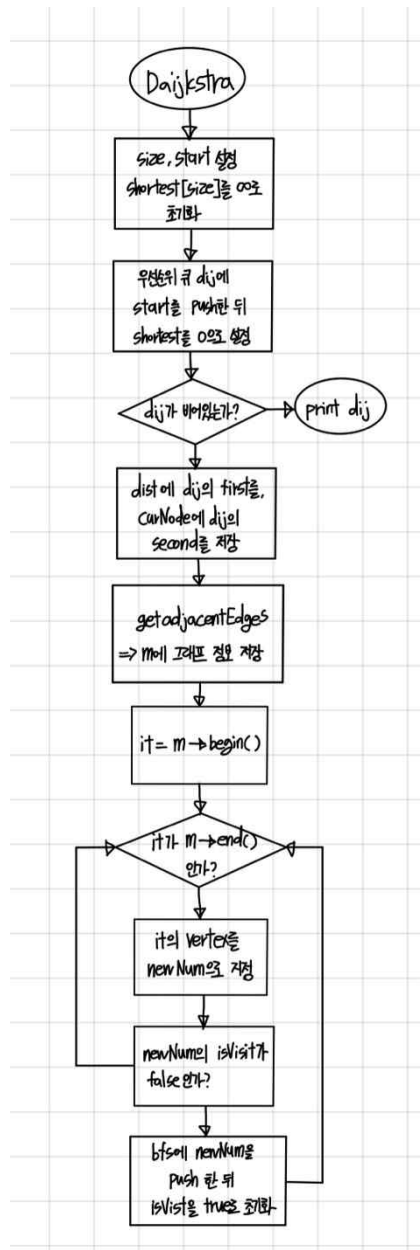 Daijkstra
size, start 설정
shortest[size]를 ∞로
초기화
우선순위 큐 dij에
start를 push한 뒤
shortest를 0으로 설정
dij가 비어있는가?
print dij
dist에 dij의 first를,
curNode에 dij의
second를 저장
getadjacentEdges
=> m에 그래프 정보 저장
it = m→begin()
it가 m→end()
인가?
it의 vertex를
newNum으로 지정
newNum의 isVisit가
false인가?
bfs에 newNum을
push 한 뒤
isVisit을 true로 초기화